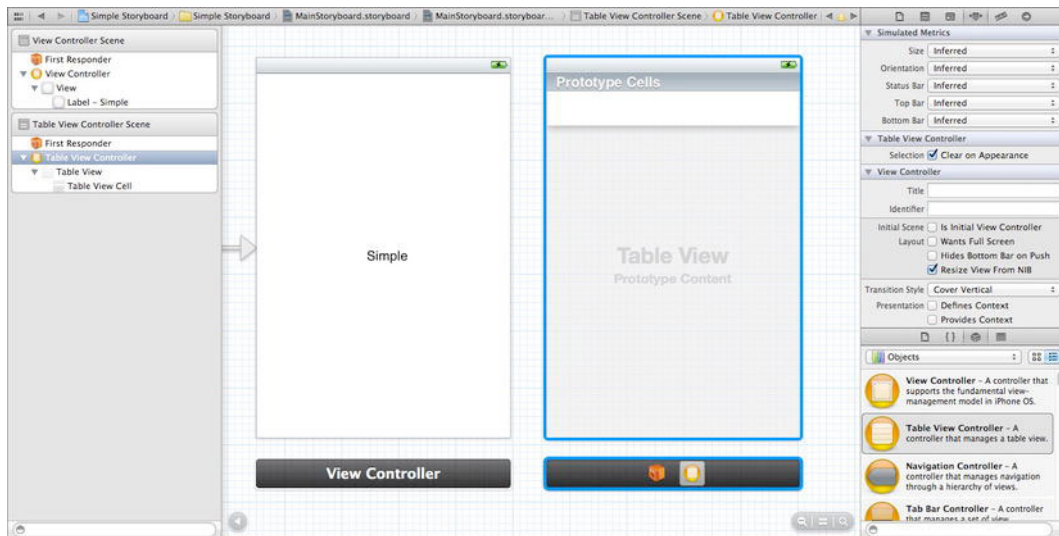 Simple Storyboard
Simple Storyboard
MainStoryboard.storyboard
MainStoryboard.storyboar...
Table View Controller Scene
Table View Controller
View Controller Scene
First Responder
View Controller
View
Label - Simple
Table View Controller Scene
First Responder
Table View Controller
Table View
Table View Cell
Simple
View Controller
Prototype Cells
Table View
Prototype Content
Simulated Metrics
Size Inferred
Orientation Inferred
Status Bar Inferred
Top Bar Inferred
Bottom Bar Inferred
Table View Controller
Selection Clear on Appearance
View Controller
Title
Identifier
Initial Scene Is Initial View Controller
Layout Wants Full Screen
Hides Bottom Bar on Push
Resize View From NIB
Transition Style Cover Vertical
Presentation Defines Context
Provides Context
Objects
View Controller - A controller that
supports the fundamental view-
management model in iPhone OS.
Table View Controller - A
controller that manages a table view.
Navigation Controller - A
controller that manages navigation
through a hierarchy of views.
Tab Bar Controller - A controller
that manages a set of view